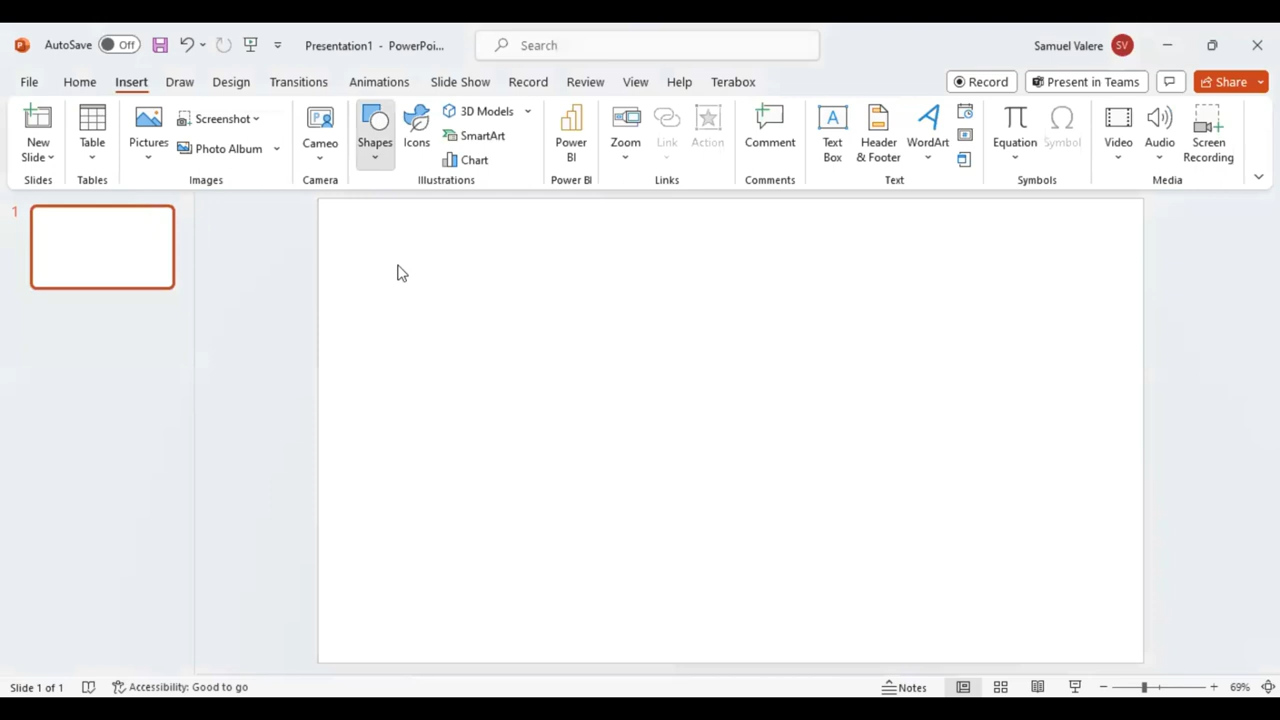 AutoSave Off Presentation1 - PowerPoi... Search Samuel Valere SV
File Home Insert Draw Design Transitions Animations Slide Show Record Review View Help Terabox Record Present in Teams Share
New Slide
Table
Pictures
Screenshot
Photo Album
Cameo
Shapes
Icons
3D Models
SmartArt
Chart
Power BI
Zoom
Link
Action
Comment
Text Box
Header & Footer
WordArt
Equation
Symbol
Video
Audio
Screen Recording
Slides Tables Images Camera Illustrations Power BI Links Comments Text Symbols Media
1
Slide 1 of 1 Accessibility: Good to go Notes 69%